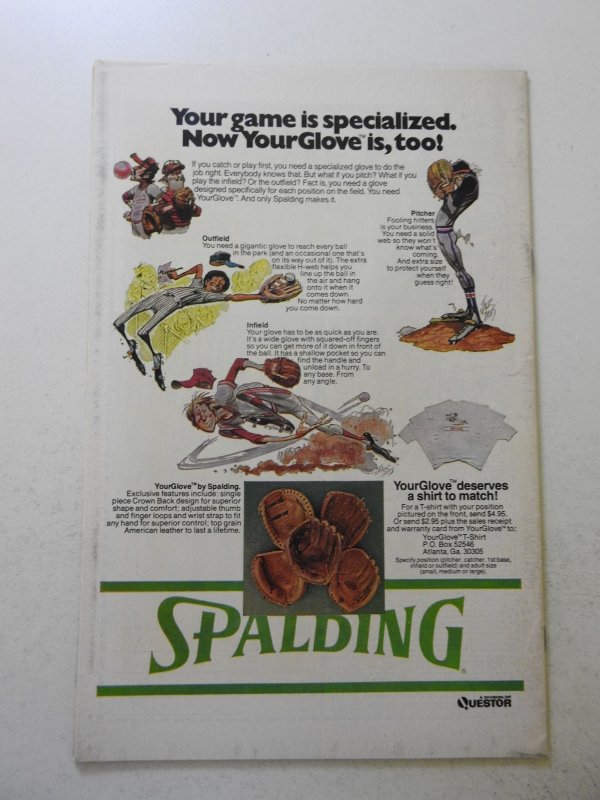 Your game is specialized.
Now YourGlove™ is, too!
If you catch or play first, you need a specialized glove to do the
job right. Everybody knows that. But what if you pitch? What if you
play the infield? Or the outfield? Fact is, you need a glove
designed specifically for each position on the field. You need
YourGlove™. And only Spalding makes it.
Pitcher
Fooling hitters
is your business.
You need a solid
web so they won't
know what's
coming.
And extra size
to protect yourself
when they
guess right!
Outfield
You need a gigantic glove to reach every ball
in the park (and an occasional one that's
on its way out of it). The extra
flexible H-web helps you
line up the ball in
the air and hang
onto it when it
comes down.
No matter how hard
you come down.
Infield
Your glove has to be as quick as you are.
It's a wide glove with squared-off fingers
so you can get more of it down in front of
the ball. It has a shallow pocket so you can
find the handle and
unload in a hurry. To
any base. From
any angle.
YourGlove™ by Spalding.
Exclusive features include: single
piece Crown Back design for superior
shape and comfort; adjustable thumb
and finger loops and wrist strap to fit
any hand for superior control; top grain
American leather to last a lifetime.
YourGlove™ deserves
a shirt to match!
For a T-shirt with your position
pictured on the front, send $4.95.
Or send $2.95 plus the sales receipt
and warranty card from YourGlove™ to:
YourGlove™ T-Shirt
P.O. Box 52546
Atlanta, Ga. 30305
Specify position (pitcher, catcher, 1st base,
infield or outfield) and adult size
(small, medium or large).
SPALDING®
A DIVISION OF
QUESTOR